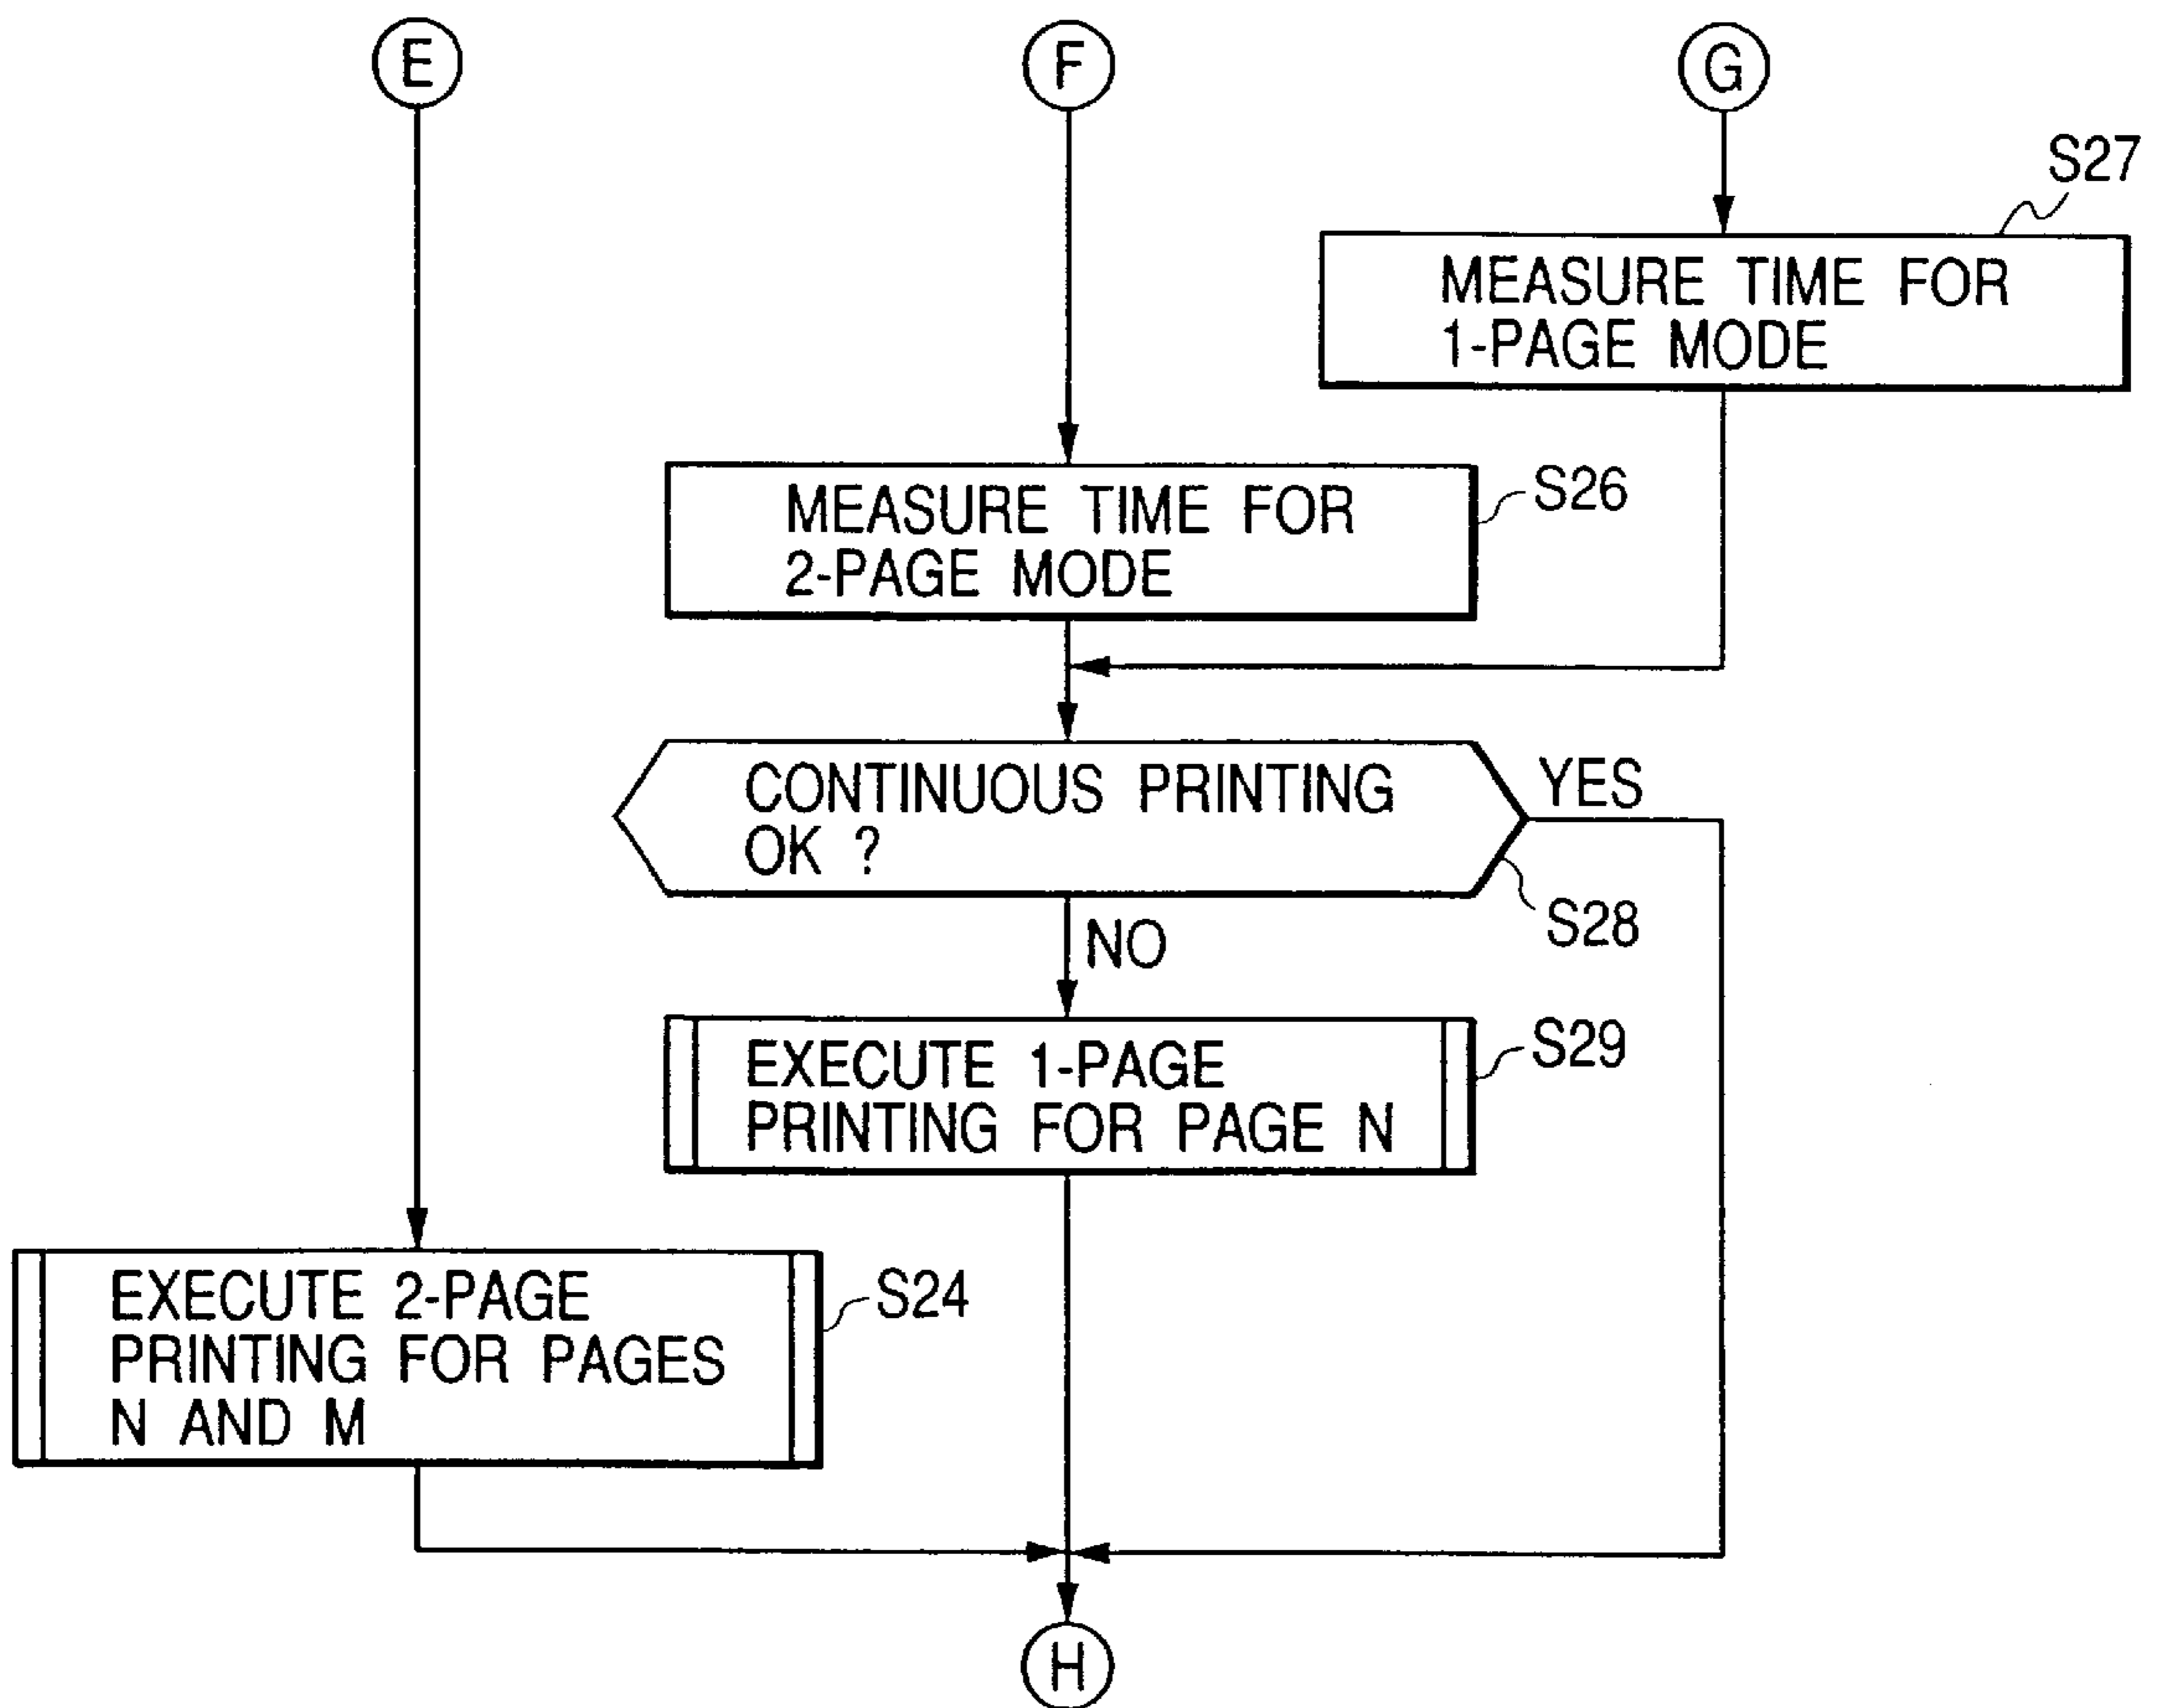 E
F
G
S27
MEASURE TIME FOR
1-PAGE MODE
MEASURE TIME FOR
2-PAGE MODE
S26
CONTINUOUS PRINTING
OK ?
YES
S28
NO
EXECUTE 1-PAGE
PRINTING FOR PAGE N
S29
EXECUTE 2-PAGE
PRINTING FOR PAGES
N AND M
S24
H